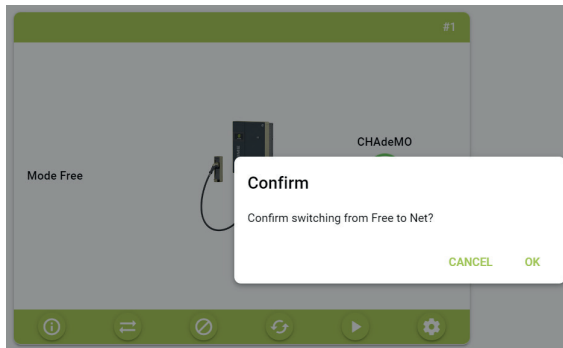 #1
CHAdeMO
Mode Free
Confirm
Confirm switching from Free to Net?
CANCEL OK